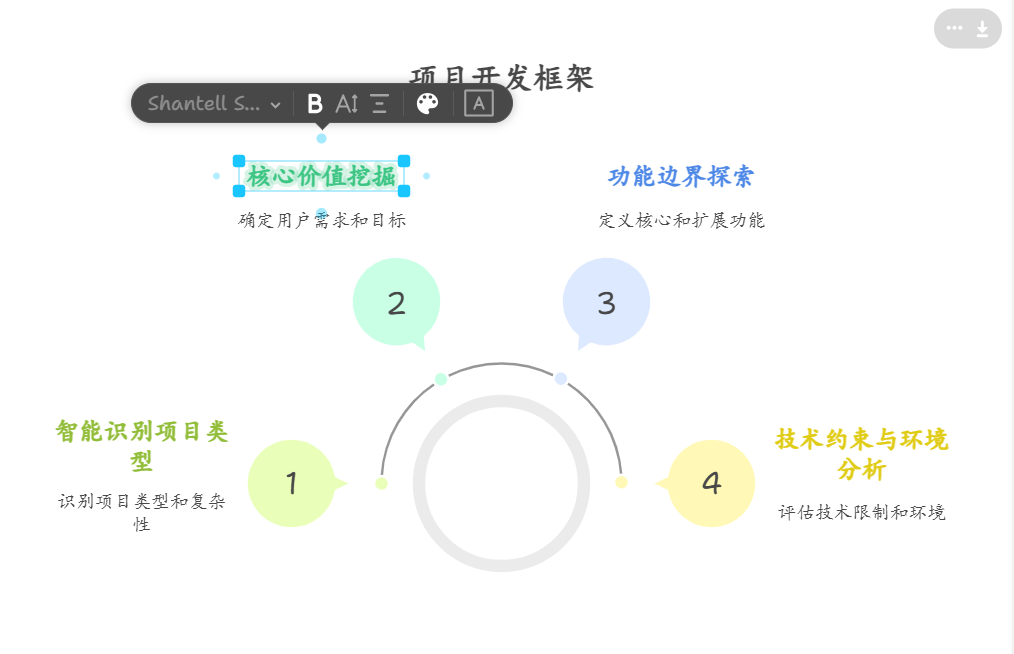 项目开发框架
Shantell S...
B
A
A
核心价值挖掘
确定用户需求和目标
功能边界探索
定义核心和扩展功能
2
3
智能识别项目类
型
识别项目类型和复杂
性
1
4
技术约束与环境
分析
评估技术限制和环境